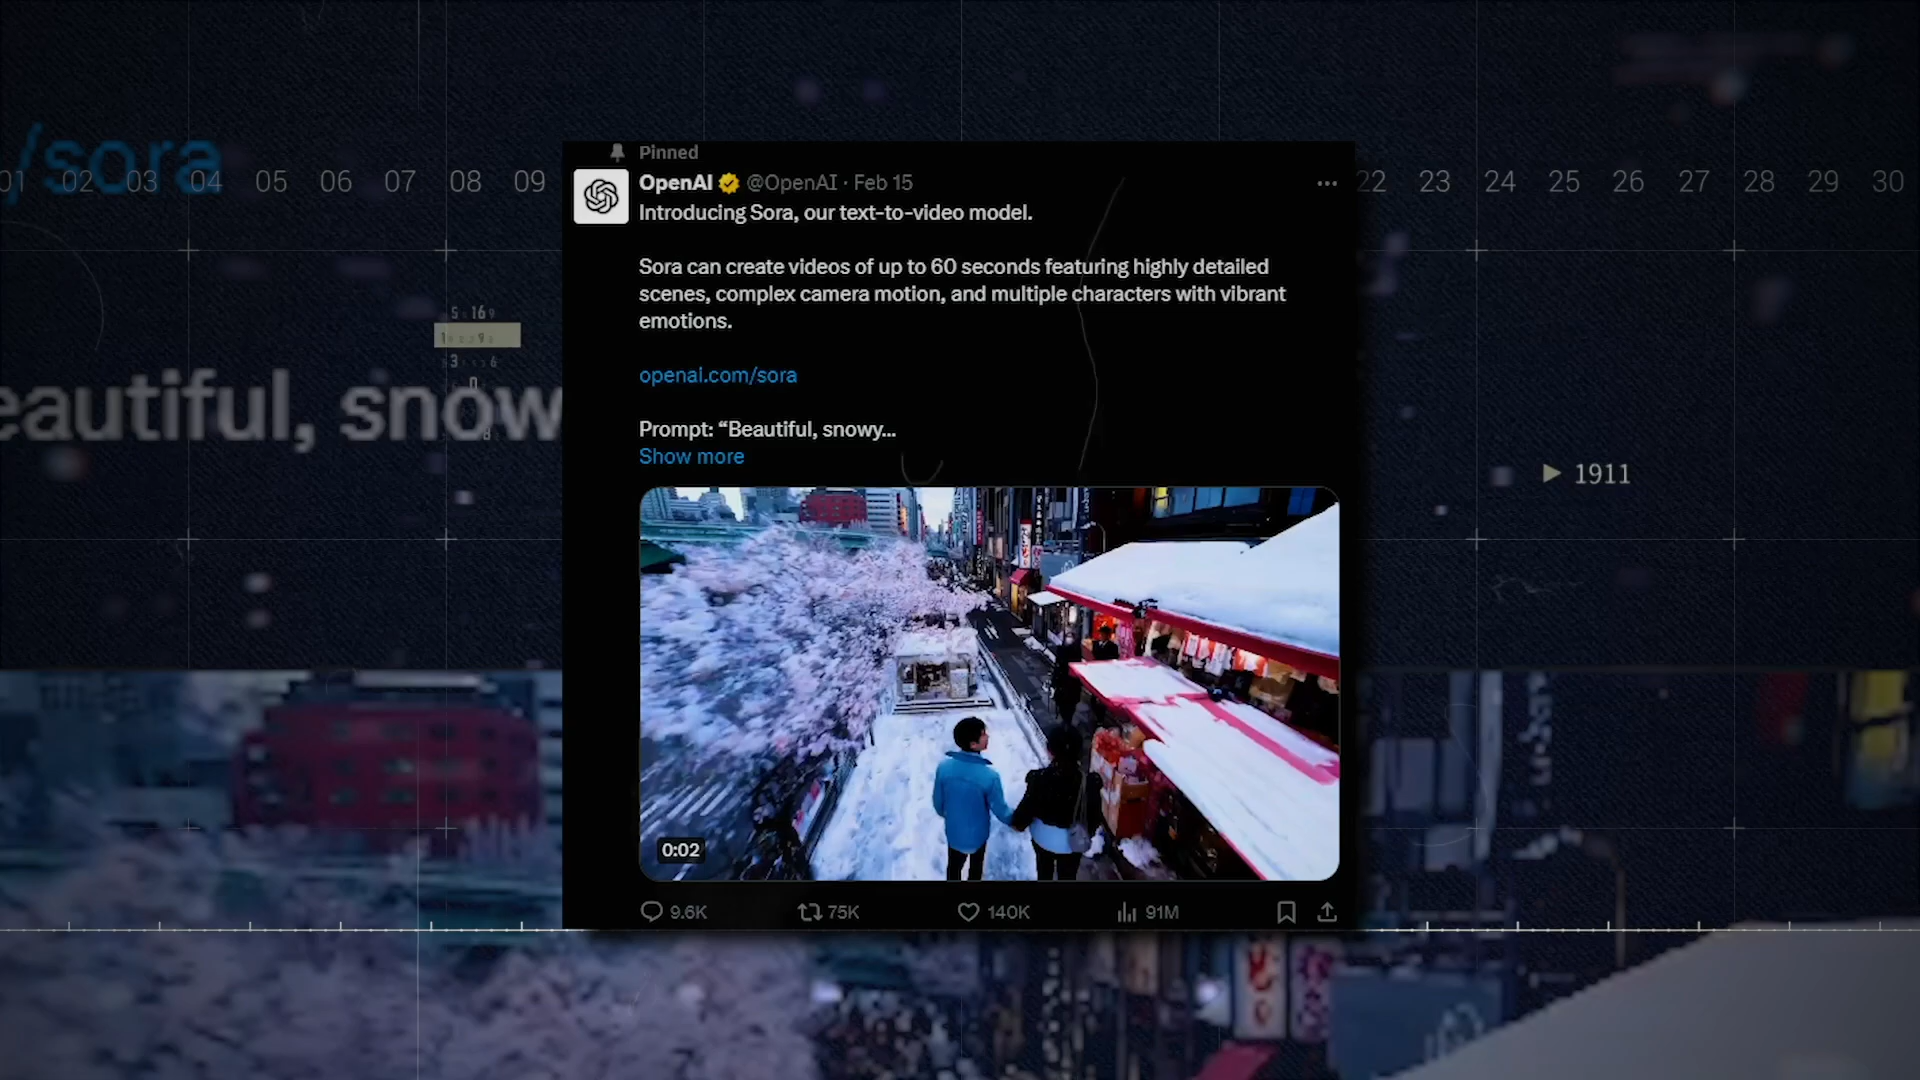 /sora
01 02 03 04 05 06 07 08 09
22 23 24 25 26 27 28 29 30
Pinned
OpenAI @OpenAI · Feb 15
Introducing Sora, our text-to-video model.
Sora can create videos of up to 60 seconds featuring highly detailed
scenes, complex camera motion, and multiple characters with vibrant
emotions.
openai.com/sora
Prompt: “Beautiful, snowy...
Show more
eautiful, snow
1911
0:02
9.6K 75K 140K 91M